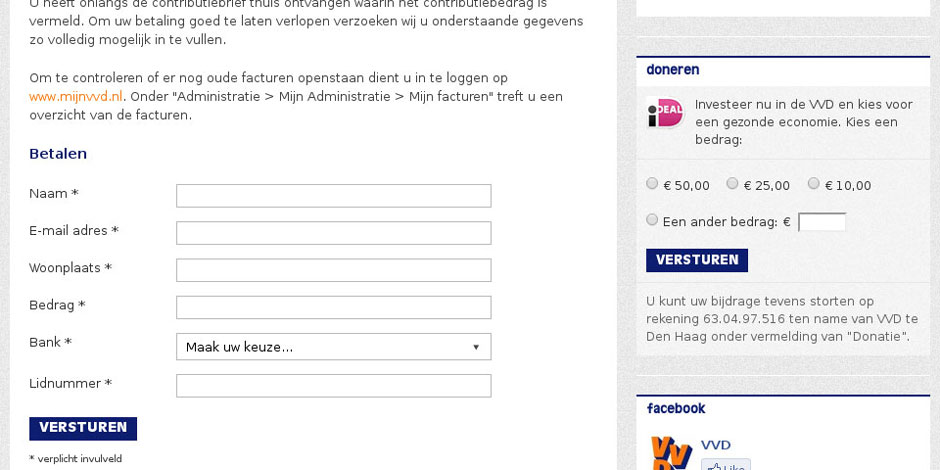 U heeft onlangs de contributiebrief thuis ontvangen waarin het contributiebedrag is
vermeld. Om uw betaling goed te laten verlopen verzoeken wij u onderstaande gegevens
zo volledig mogelijk in te vullen.
Om te controleren of er nog oude facturen openstaan dient u in te loggen op
www.mijnvvd.nl. Onder "Administratie > Mijn Administratie > Mijn facturen" treft u een
overzicht van de facturen.
Betalen
Naam *
E-mail adres *
Woonplaats *
Bedrag *
Bank *
Maak uw keuze...
Lidnummer *
VERSTUREN
* verplicht invulveld
doneren
iDEAL
Investeer nu in de VVD en kies voor
een gezonde economie. Kies een
bedrag:
€ 50,00 € 25,00 € 10,00
Een ander bedrag: €
VERSTUREN
U kunt uw bijdrage tevens storten op
rekening 63.04.97.516 ten name van VVD te
Den Haag onder vermelding van "Donatie".
facebook
VVD
VVD
Like